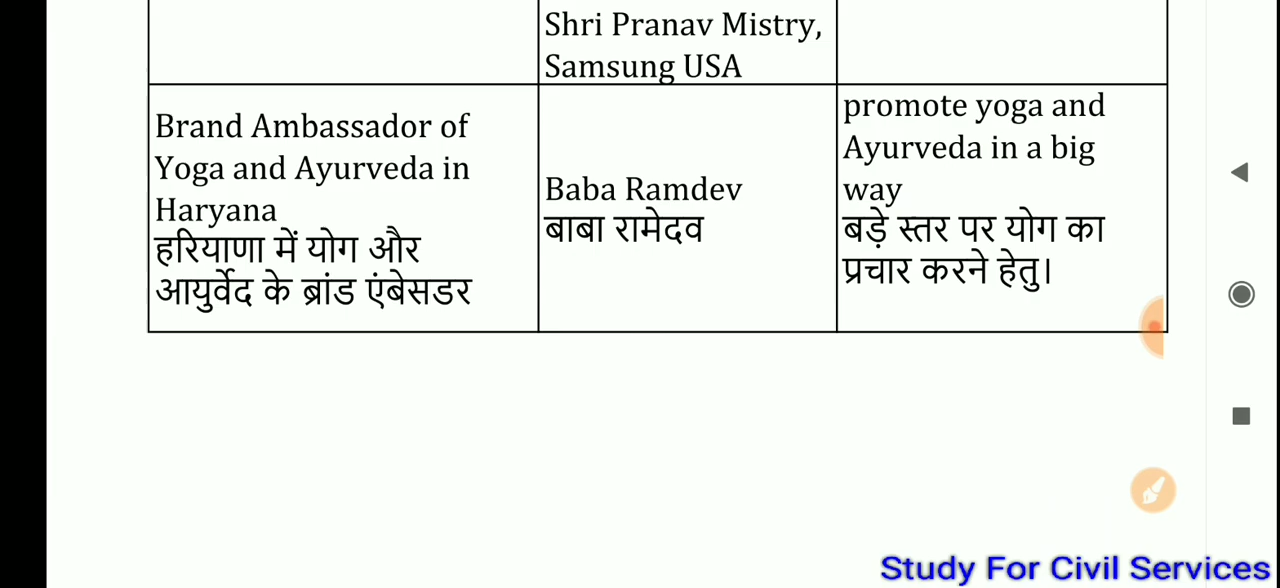 Shri Pranav Mistry,
Samsung USA
Brand Ambassador of
Yoga and Ayurveda in
Haryana
हरियाणा में योग और
आयुर्वेद के ब्रांड एंबेसडर
Baba Ramdev
बाबा रामेदव
promote yoga and
Ayurveda in a big
way
बड़े स्तर पर योग का
प्रचार करने हेतु।
Study For Civil Services